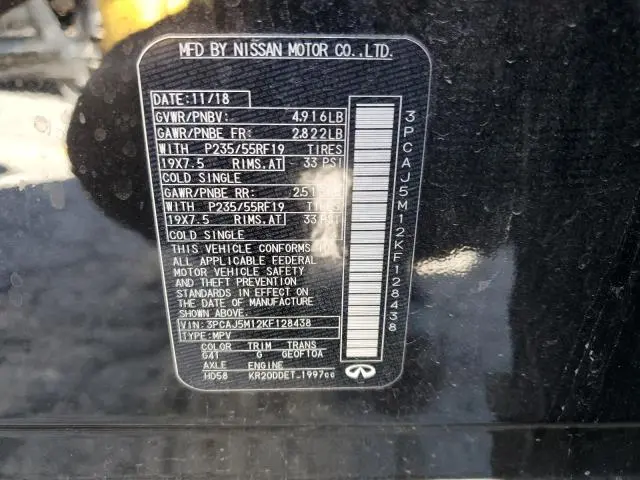 MFD BY NISSAN MOTOR CO.,LTD.
DATE:11/18
GVWR/PNBV: 4.916LB
GAWR/PNBE FR: 2.822LB
WITH P235/55RF19 TIRES
19X7.5 RIMS.AT 33 PSI
COLD SINGLE
GAWR/PNBE RR:
WITH P235/55RF19 TIRES
19X7.5 RIMS.AT 33 PSI
COLD SINGLE
THIS VEHICLE CONFORMS TO
ALL APPLICABLE FEDERAL
MOTOR VEHICLE SAFETY
AND THEFT PREVENTION
STANDARDS IN EFFECT ON
THE DATE OF MANUFACTURE
SHOWN ABOVE.
VIN:3PCAJ5M12KF128438
TYPE:MPV
COLOR TRIM TRANS
G41 G GEOF10A
AXLE ENGINE
HD58 KR20DDET_1997cc
3PCAJ5M12KF128438